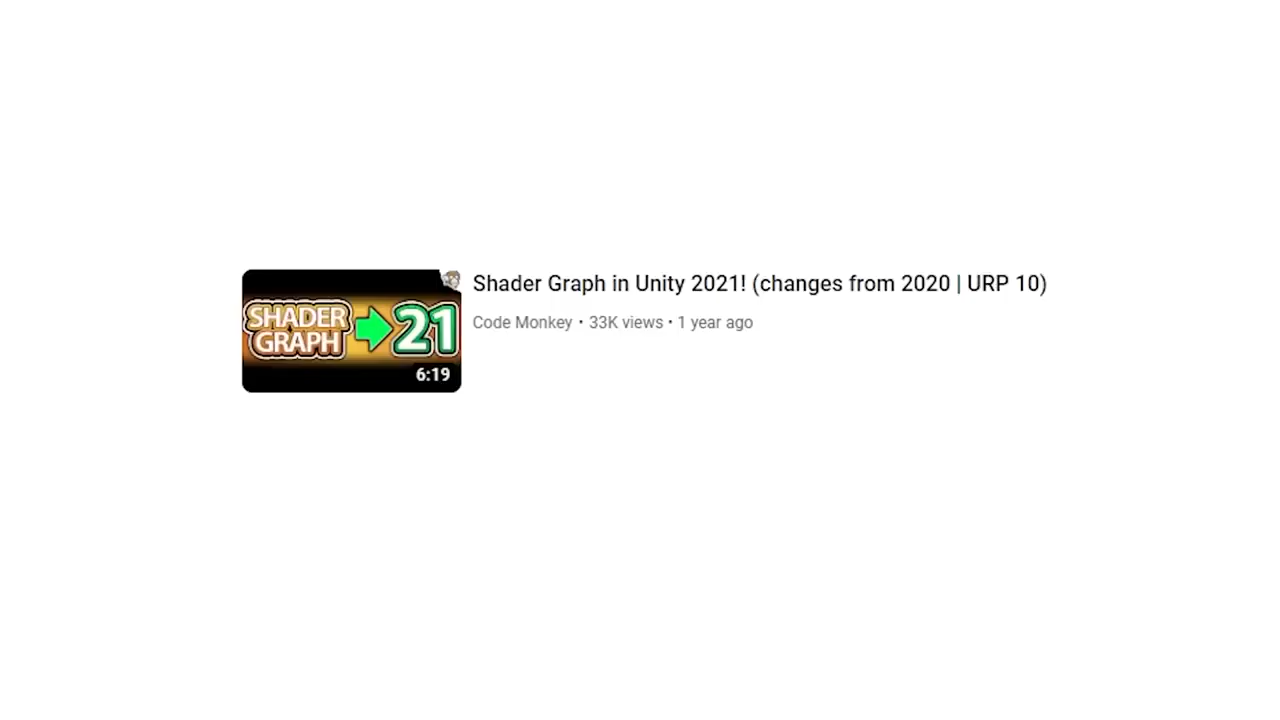 SHADER
GRAPH
21
6:19
Shader Graph in Unity 2021! (changes from 2020 | URP 10)
Code Monkey • 33K views • 1 year ago